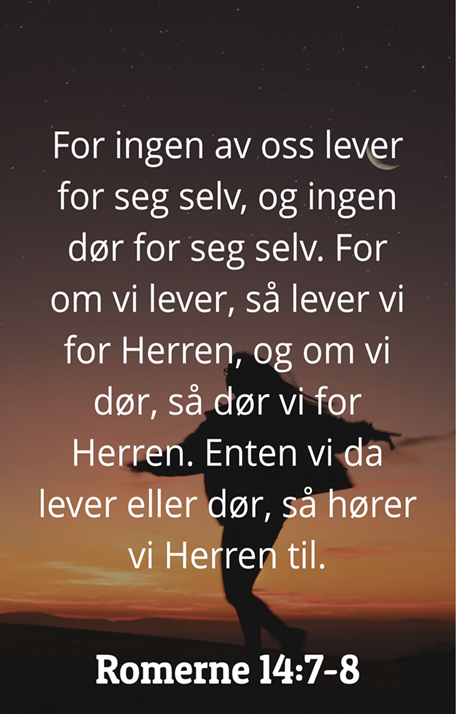 For ingen av oss lever
for seg selv, og ingen
dør for seg selv. For
om vi lever, så lever vi
for Herren, og om vi
dør, så dør vi for
Herren. Enten vi da
lever eller dør, så hører
vi Herren til.
Romerne 14:7-8